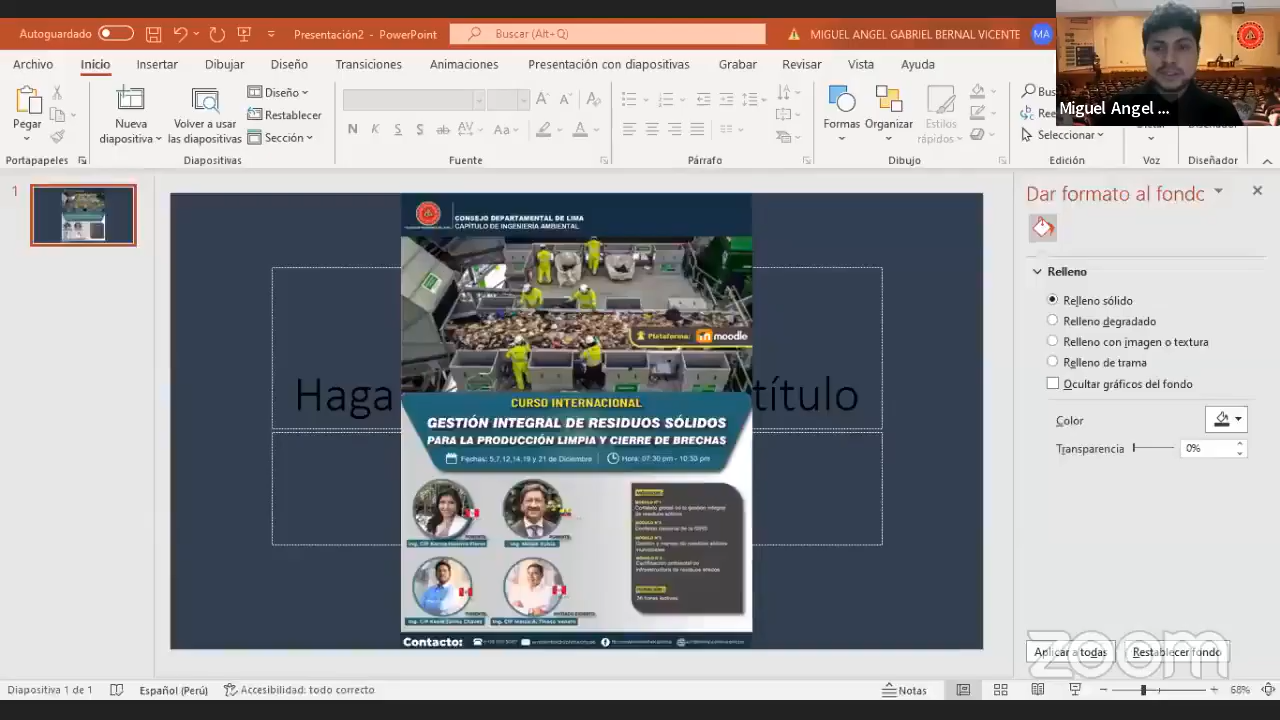 Autoguardado
Presentación2 - PowerPoint
Buscar (Alt+Q)
MIGUEL ANGEL GABRIEL BERNAL VICENTE
MA
Archivo
Inicio
Insertar
Dibujar
Diseño
Transiciones
Animaciones
Presentación con diapositivas
Grabar
Revisar
Vista
Ayuda
Miguel Angel ...
Pegar
Nueva
diapositiva
Volver a usar
las diapositivas
Diseño
Restablecer
Sección
Formas
Organizar
Estilos
rápidos
Seleccionar
Portapapeles
Diapositivas
Fuente
Párrafo
Dibujo
Edición
Voz
Diseñador
1
CONSEJO DEPARTAMENTAL DE LIMA
CAPÍTULO DE INGENIERÍA AMBIENTAL
Plataforma: moodle
Haga
título
CURSO INTERNACIONAL
GESTIÓN INTEGRAL DE RESIDUOS SÓLIDOS
PARA LA PRODUCCIÓN LIMPIA Y CIERRE DE BRECHAS
Fechas: 5,7,12,14,19 y 21 de Diciembre
Hora: 07:30 pm - 10:30 pm
Contacto:
Dar formato al fondo
Relleno
Relleno sólido
Relleno degradado
Relleno con imagen o textura
Relleno de trama
Ocultar gráficos del fondo
Color
Transparencia
0%
Aplicar a todas
Restablecer fondo
zoom
Diapositiva 1 de 1
Español (Perú)
Accesibilidad: todo correcto
Notas
68%